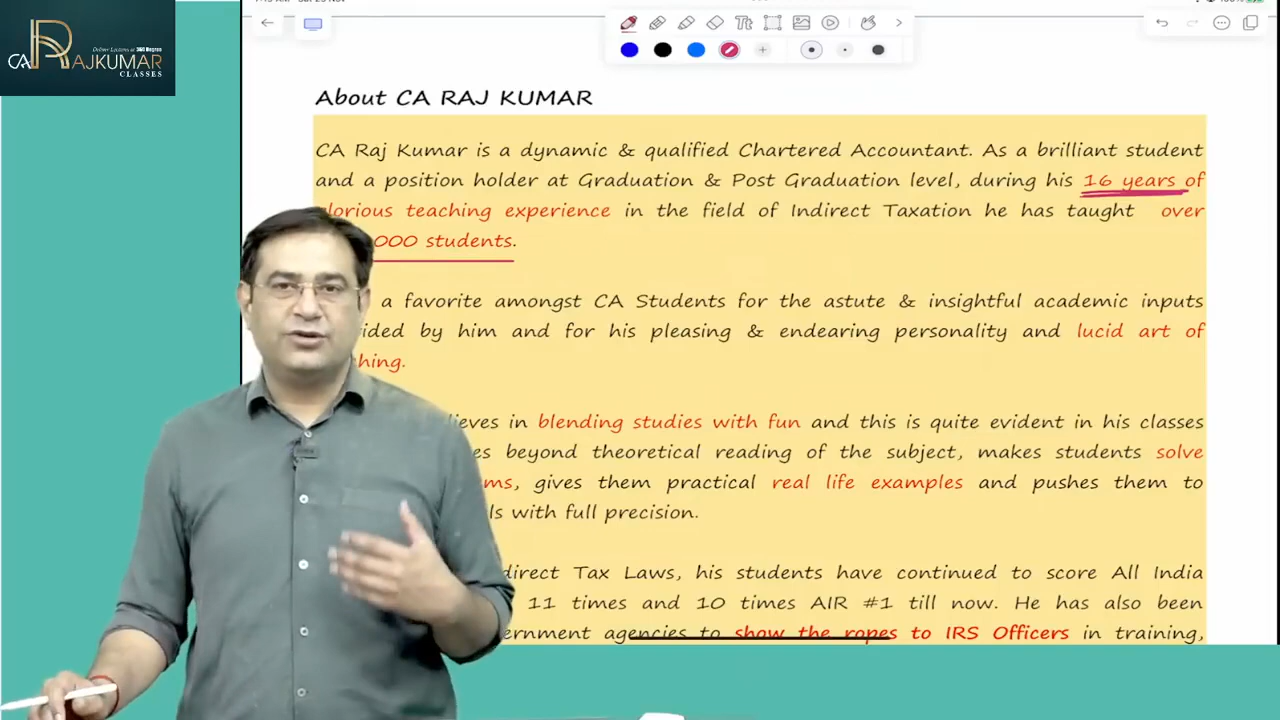 Online Lectures at 360 Degree
CA RAJKUMAR
CLASSES
About CA RAJ KUMAR
CA Raj Kumar is a dynamic & qualified Chartered Accountant. As a brilliant student
and a position holder at Graduation & Post Graduation level, during his 16 years of
glorious teaching experience in the field of Indirect Taxation he has taught over
000 students.
a favorite amongst CA Students for the astute & insightful academic inputs
by him and for his pleasing & endearing personality and lucid art of
in blending studies with fun and this is quite evident in his classes
beyond theoretical reading of the subject, makes students solve
gives them practical real life examples and pushes them to
with full precision.
Tax Laws, his students have continued to score All India
11 times and 10 times AIR #1 till now. He has also been
agencies to show the ropes to IRS Officers in training,